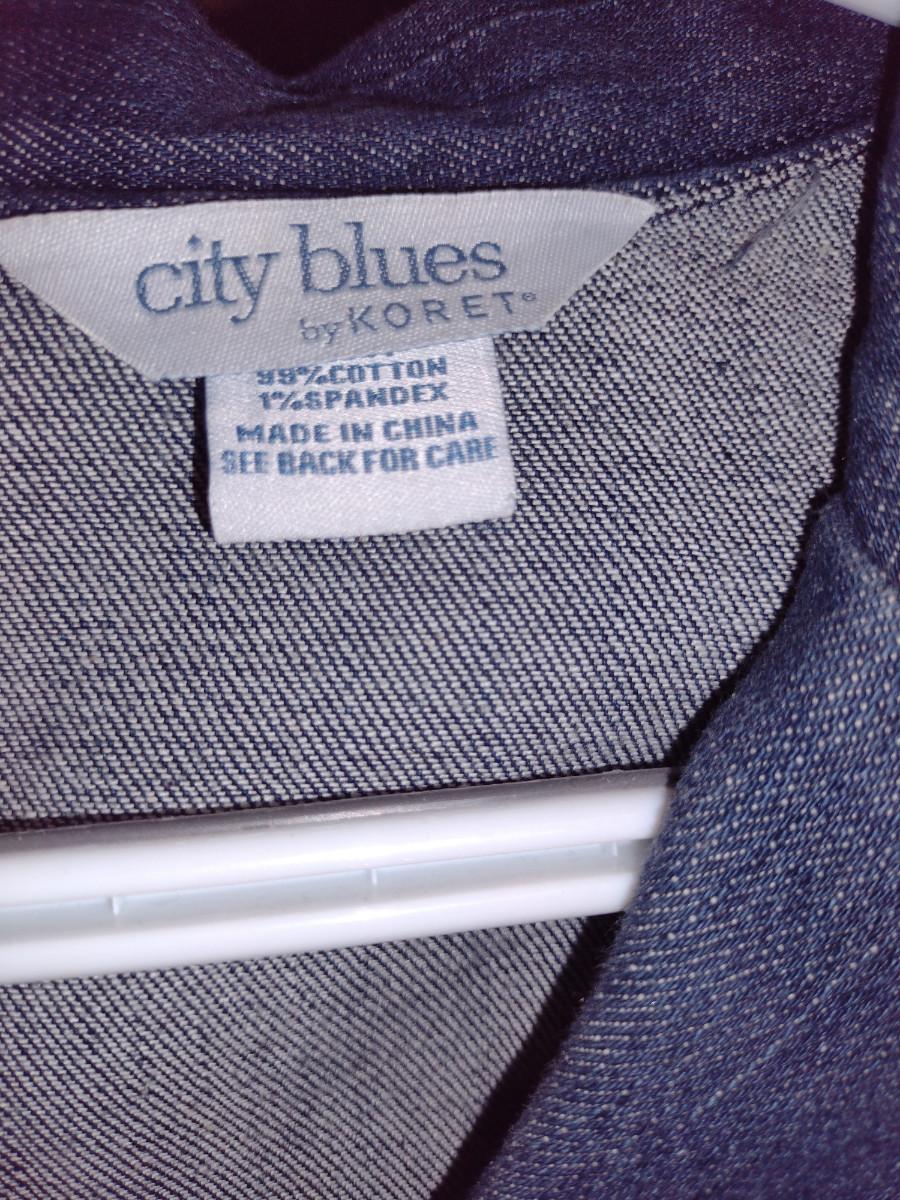 city blues
by KORET®
99%COTTON
1%SPANDEX
MADE IN CHINA
SEE BACK FOR CARE